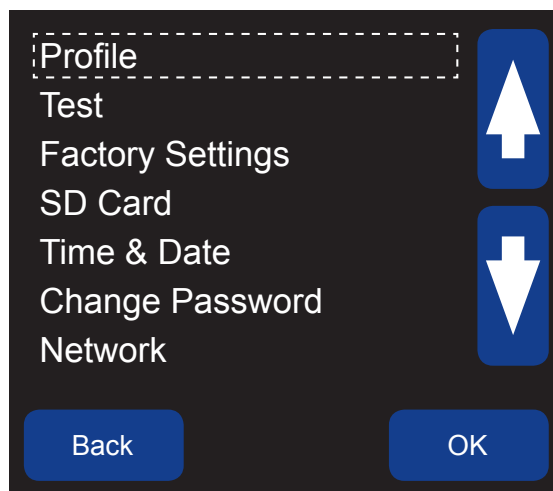 Profile
Test
Factory Settings
SD Card
Time & Date
Change Password
Network
Back
OK